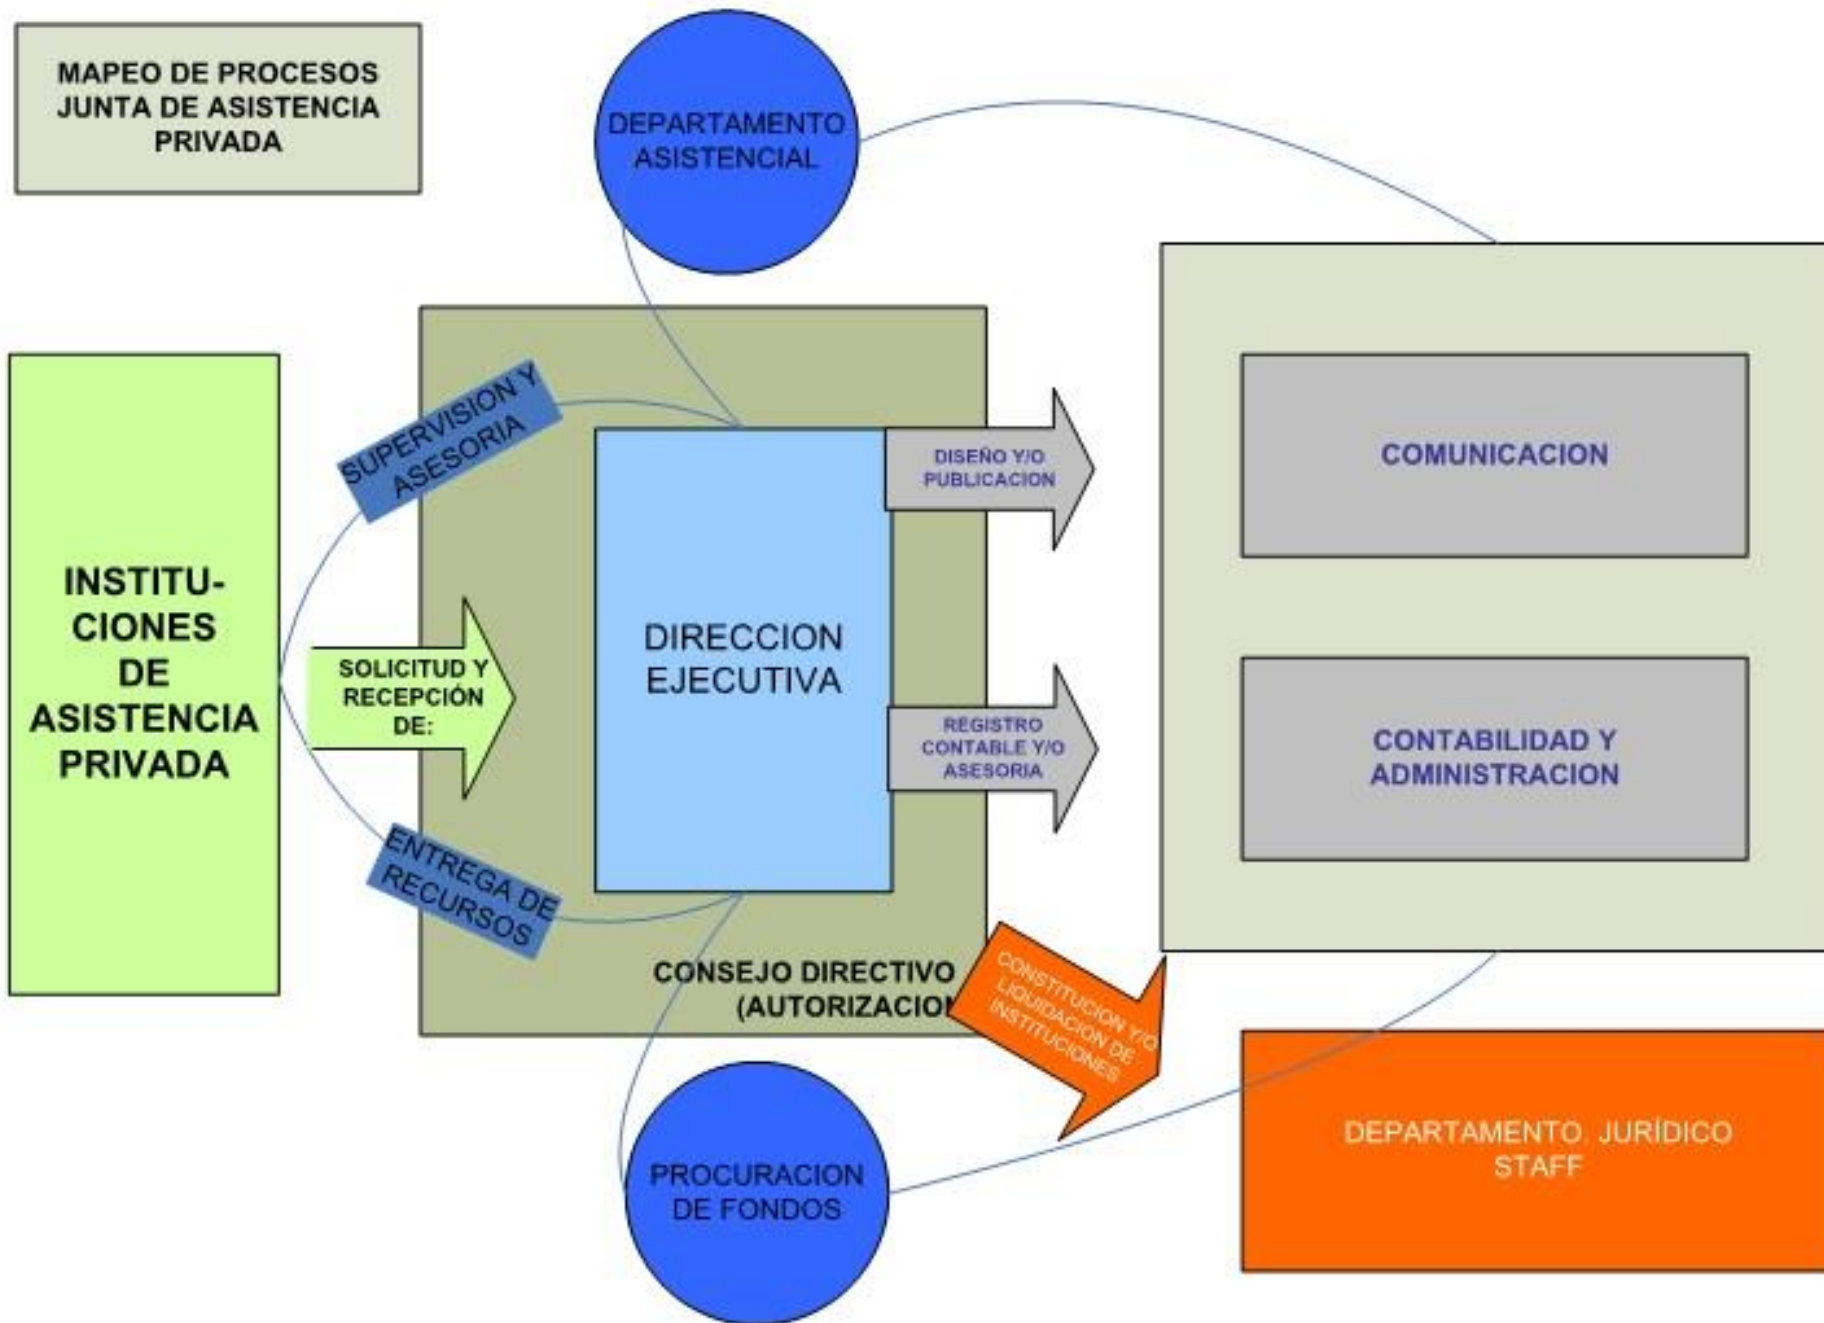 MAPEO DE PROCESOS
JUNTA DE ASISTENCIA
PRIVADA
DEPARTAMENTO
ASISTENCIAL
SUPERVISION Y
ASESORIA
DISEÑO Y/O
PUBLICACION
COMUNICACION
INSTITU-
CIONES
DE
ASISTENCIA
PRIVADA
SOLICITUD Y
RECEPCIÓN
DE:
DIRECCION
EJECUTIVA
REGISTRO
CONTABLE Y/O
ASESORIA
CONTABILIDAD Y
ADMINISTRACION
ENTREGA DE
RECURSOS
CONSEJO DIRECTIVO
(AUTORIZACION
CONSTITUCION Y/O
LIQUIDACION DE
INSTITUCIONES
PROCURACION
DE FONDOS
DEPARTAMENTO. JURÍDICO
STAFF